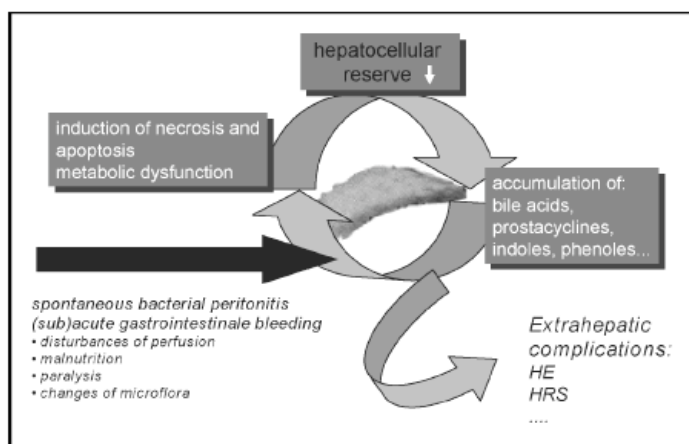 hepatocellular
reserve
induction of necrosis and
apoptosis
metabolic dysfunction
accumulation of:
bile acids,
prostacyclines,
indoles, phenoles...
spontaneous bacterial peritonitis
(sub)acute gastrointestinale bleeding
• disturbances of perfusion
• malnutrition
• paralysis
• changes of microflora
Extrahepatic
complications:
HE
HRS
....